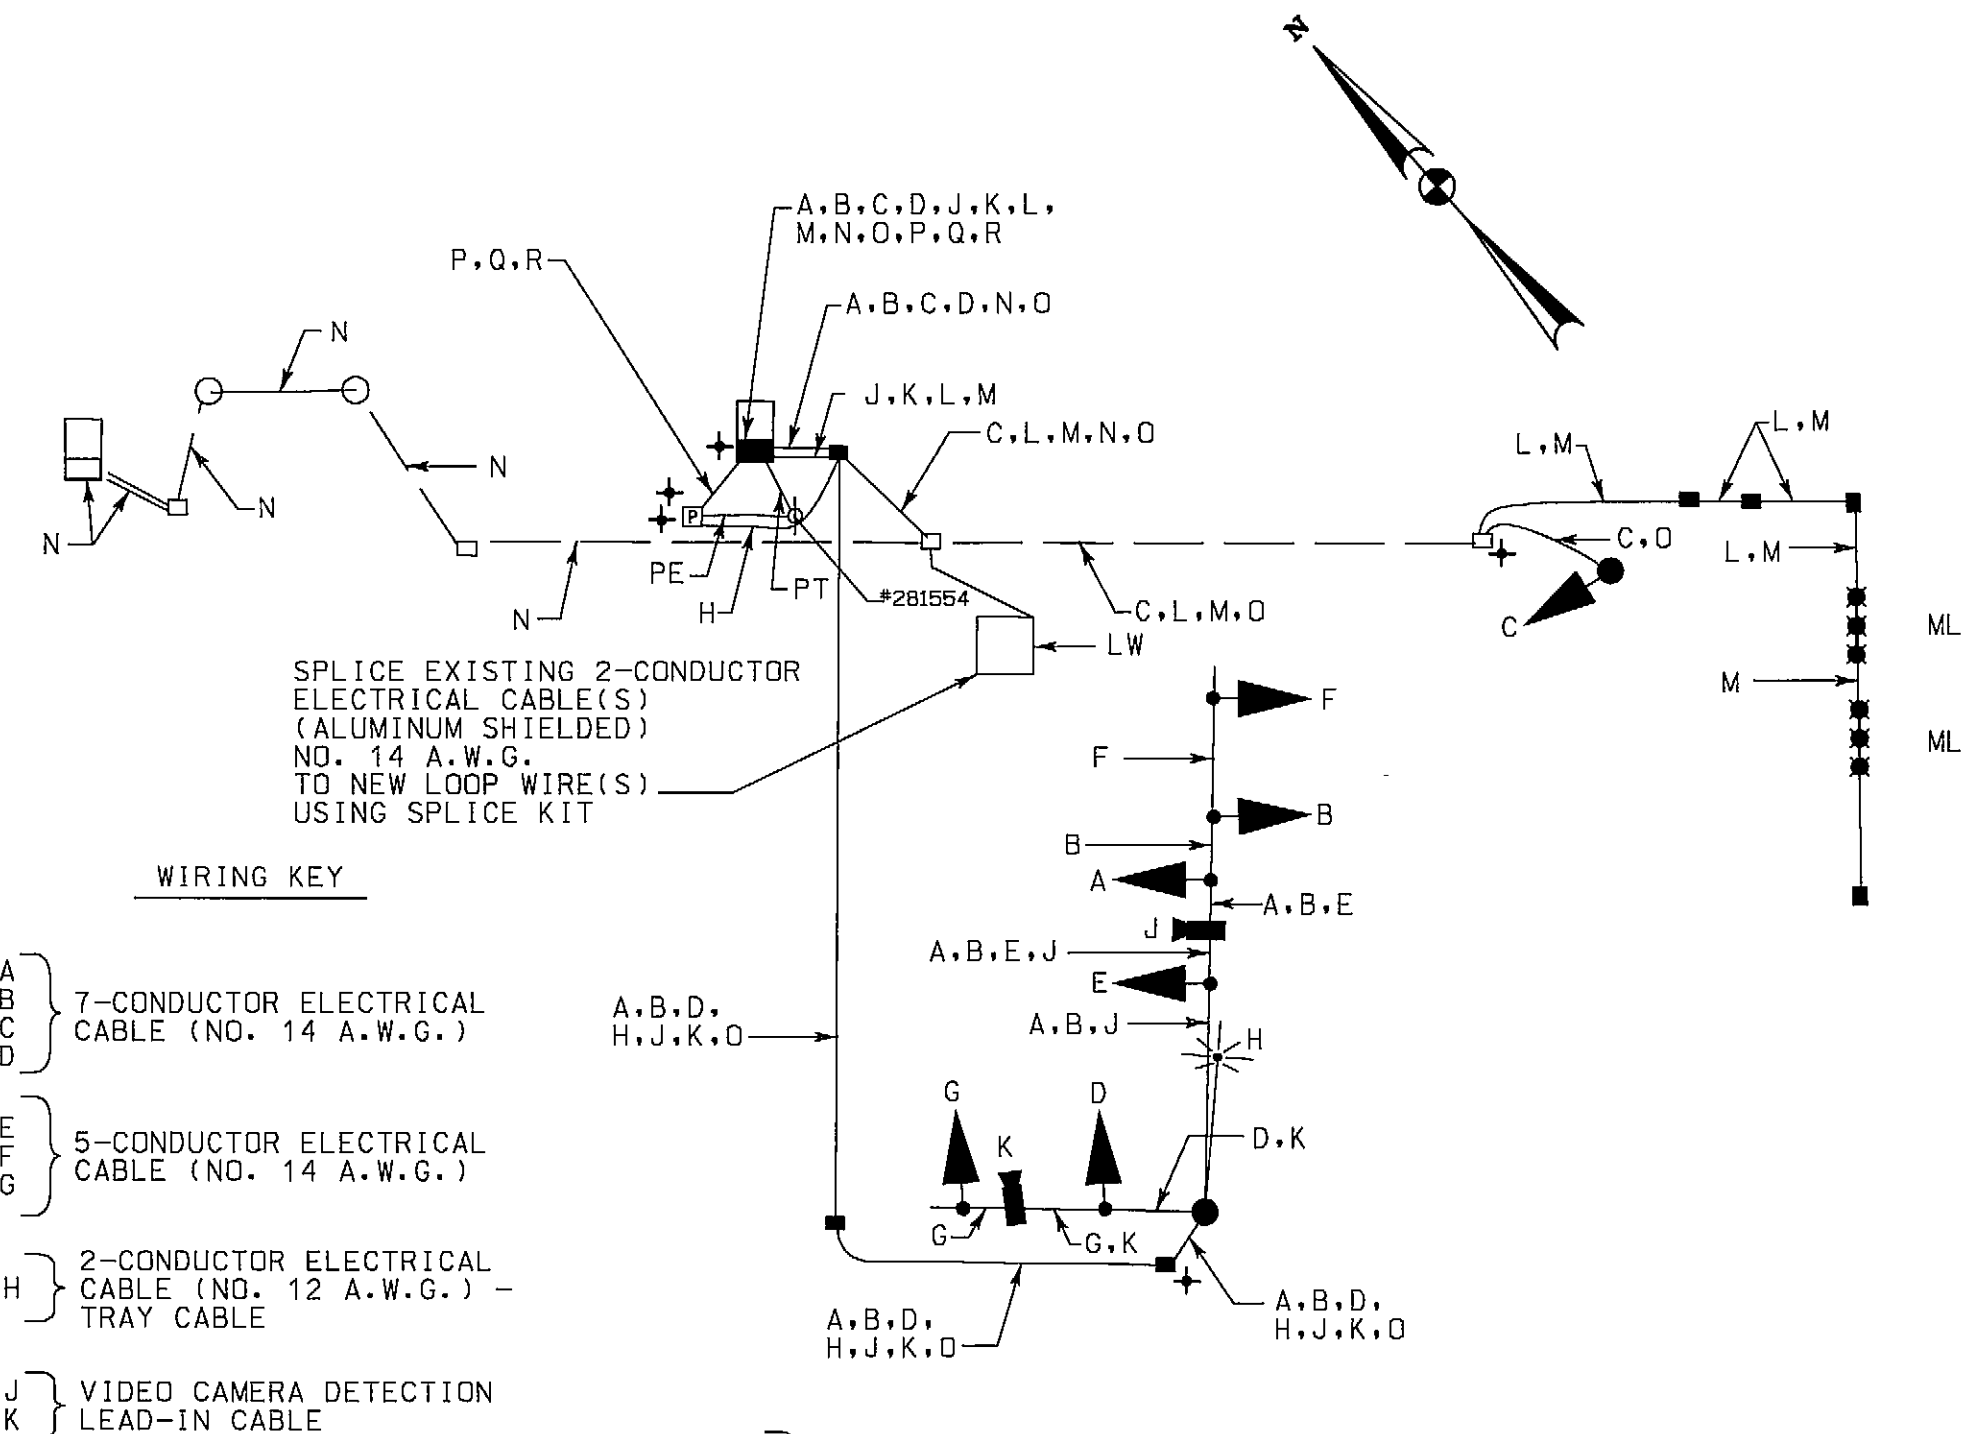 N
A,B,C,D,J,K,L,
M,N,O,P,Q,R
P,Q,R
A,B,C,D,N,O
N
J,K,L,M
C,L,M,N,O
L,M
L,M
N
N
N
P
C,O
L,M
PE
PT
H
#281554
N
C,L,M,O
C
ML
LW
SPLICE EXISTING 2-CONDUCTOR
ELECTRICAL CABLE(S)
(ALUMINUM SHIELDED)
NO. 14 A.W.G.
TO NEW LOOP WIRE(S)
USING SPLICE KIT
M
F
ML
F
B
B
A
A,B,E
J
A,B,E,J
E
A,B,D,
H,J,K,O
A,B,J
H
G
D
K
D,K
G
G,K
A,B,D,
H,J,K,O
A,B,D,
H,J,K,O
WIRING KEY
A
B
C
D
7-CONDUCTOR ELECTRICAL
CABLE (NO. 14 A.W.G.)
E
F
G
5-CONDUCTOR ELECTRICAL
CABLE (NO. 14 A.W.G.)
H
2-CONDUCTOR ELECTRICAL
CABLE (NO. 12 A.W.G.) -
TRAY CABLE
J
K
VIDEO CAMERA DETECTION
LEAD-IN CABLE